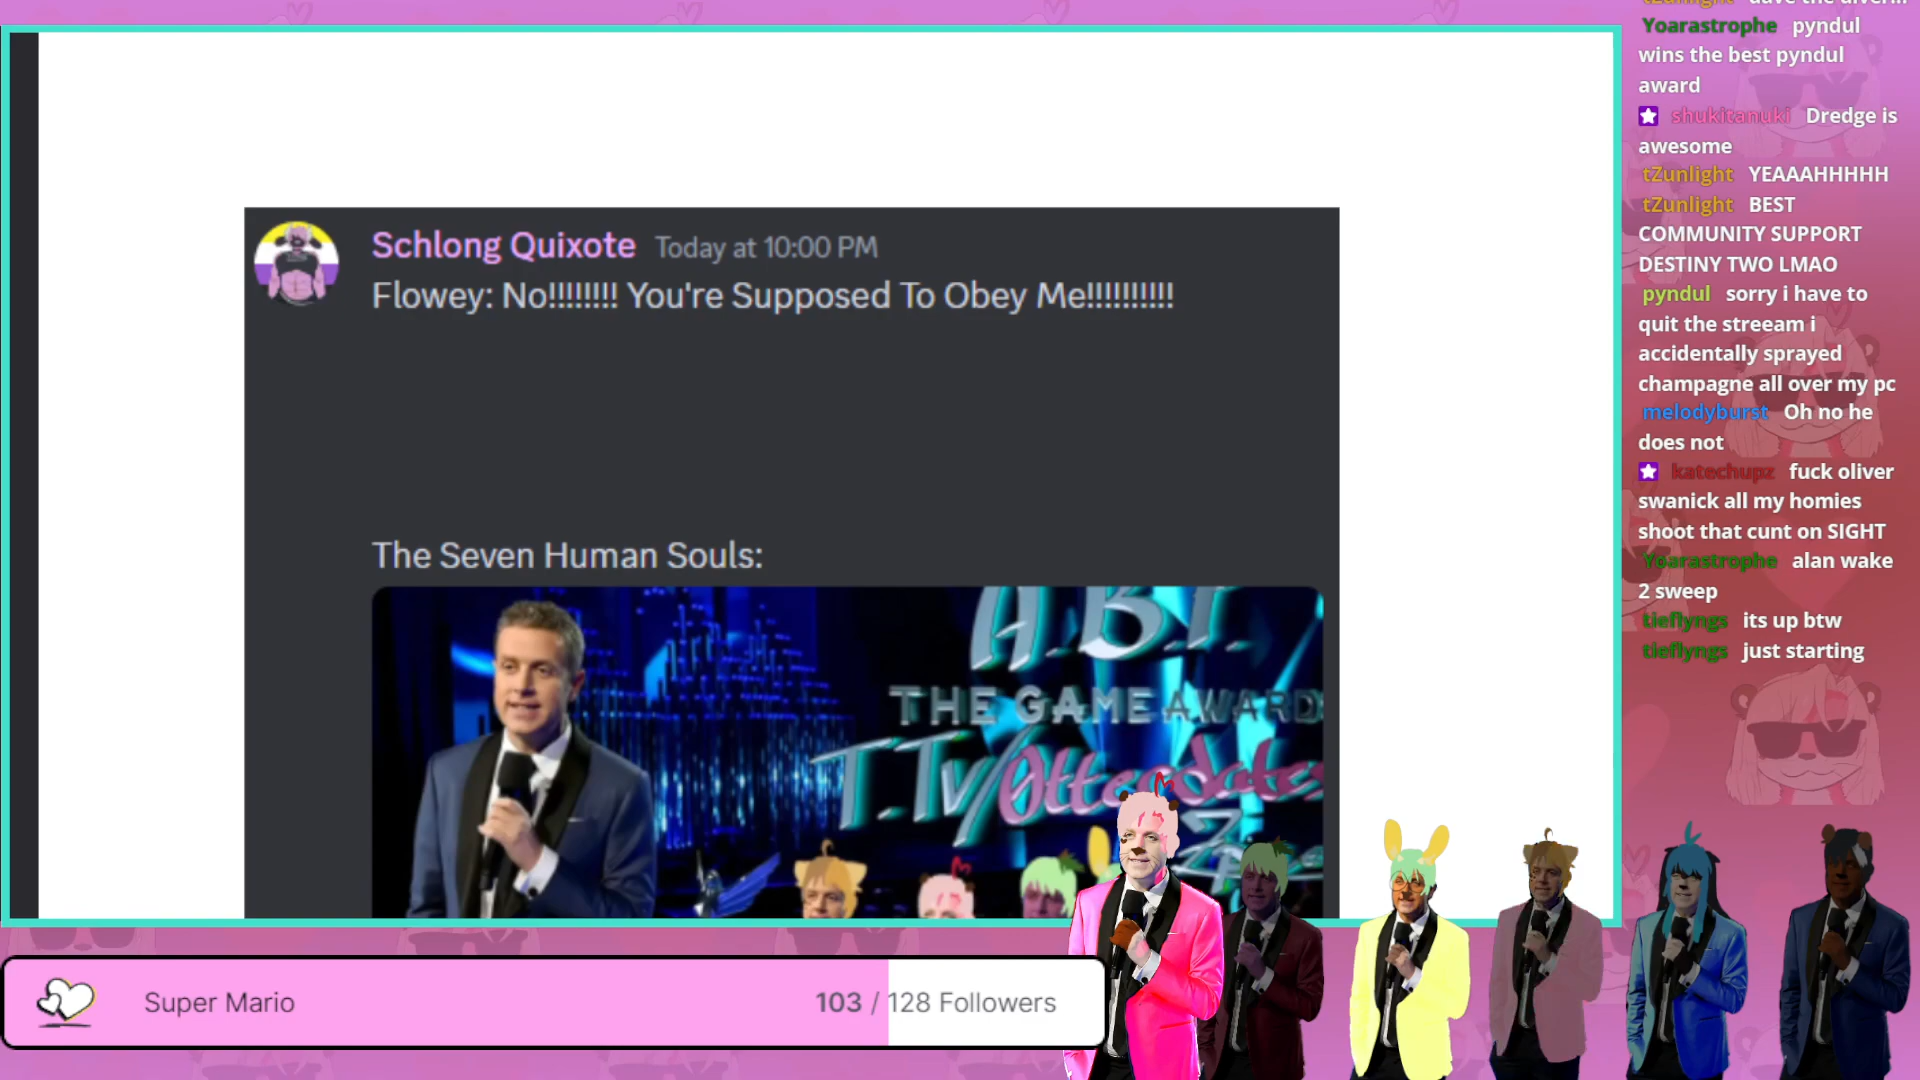 Schlong Quixote Today at 10:00 PM
Flowey: No!!!!!!!! You're Supposed To Obey Me!!!!!!!!!!
The Seven Human Souls:
H.B.I.
THE GAME AWARDS
T.Tv/Otterdates
Super Mario
103 / 128 Followers
Yoarastrophe pyndul
wins the best pyndul
award
shukitanuki Dredge is
awesome
tZunlight YEAAAHHHHH
tZunlight BEST
COMMUNITY SUPPORT
DESTINY TWO LMAO
pyndul sorry i have to
quit the streeam i
accidentally sprayed
champagne all over my pc
melodyburst Oh no he
does not
katechupz fuck oliver
swanick all my homies
shoot that cunt on SIGHT
Yoarastrophe alan wake
2 sweep
tieflyngs its up btw
tieflyngs just starting